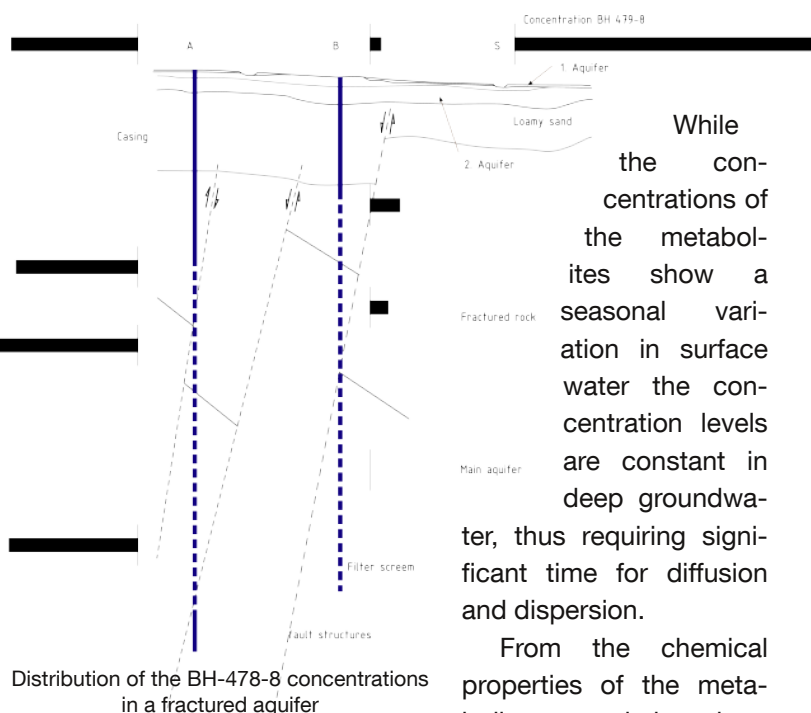 Concentration BH 479-8
A
B
S
1. Aquifer
Casing
Loamy sand
2. Aquifer
Fractured rock
Main aquifer
Filter screem
fault structures
Distribution of the BH-478-8 concentrations
in a fractured aquifer
While
the con-
centrations of
the metabol-
ites show a
seasonal vari-
ation in surface
water the con-
centration levels
are constant in
deep groundwa-
ter, thus requiring signi-
ficant time for diffusion
and dispersion.
From the chemical
properties of the meta-